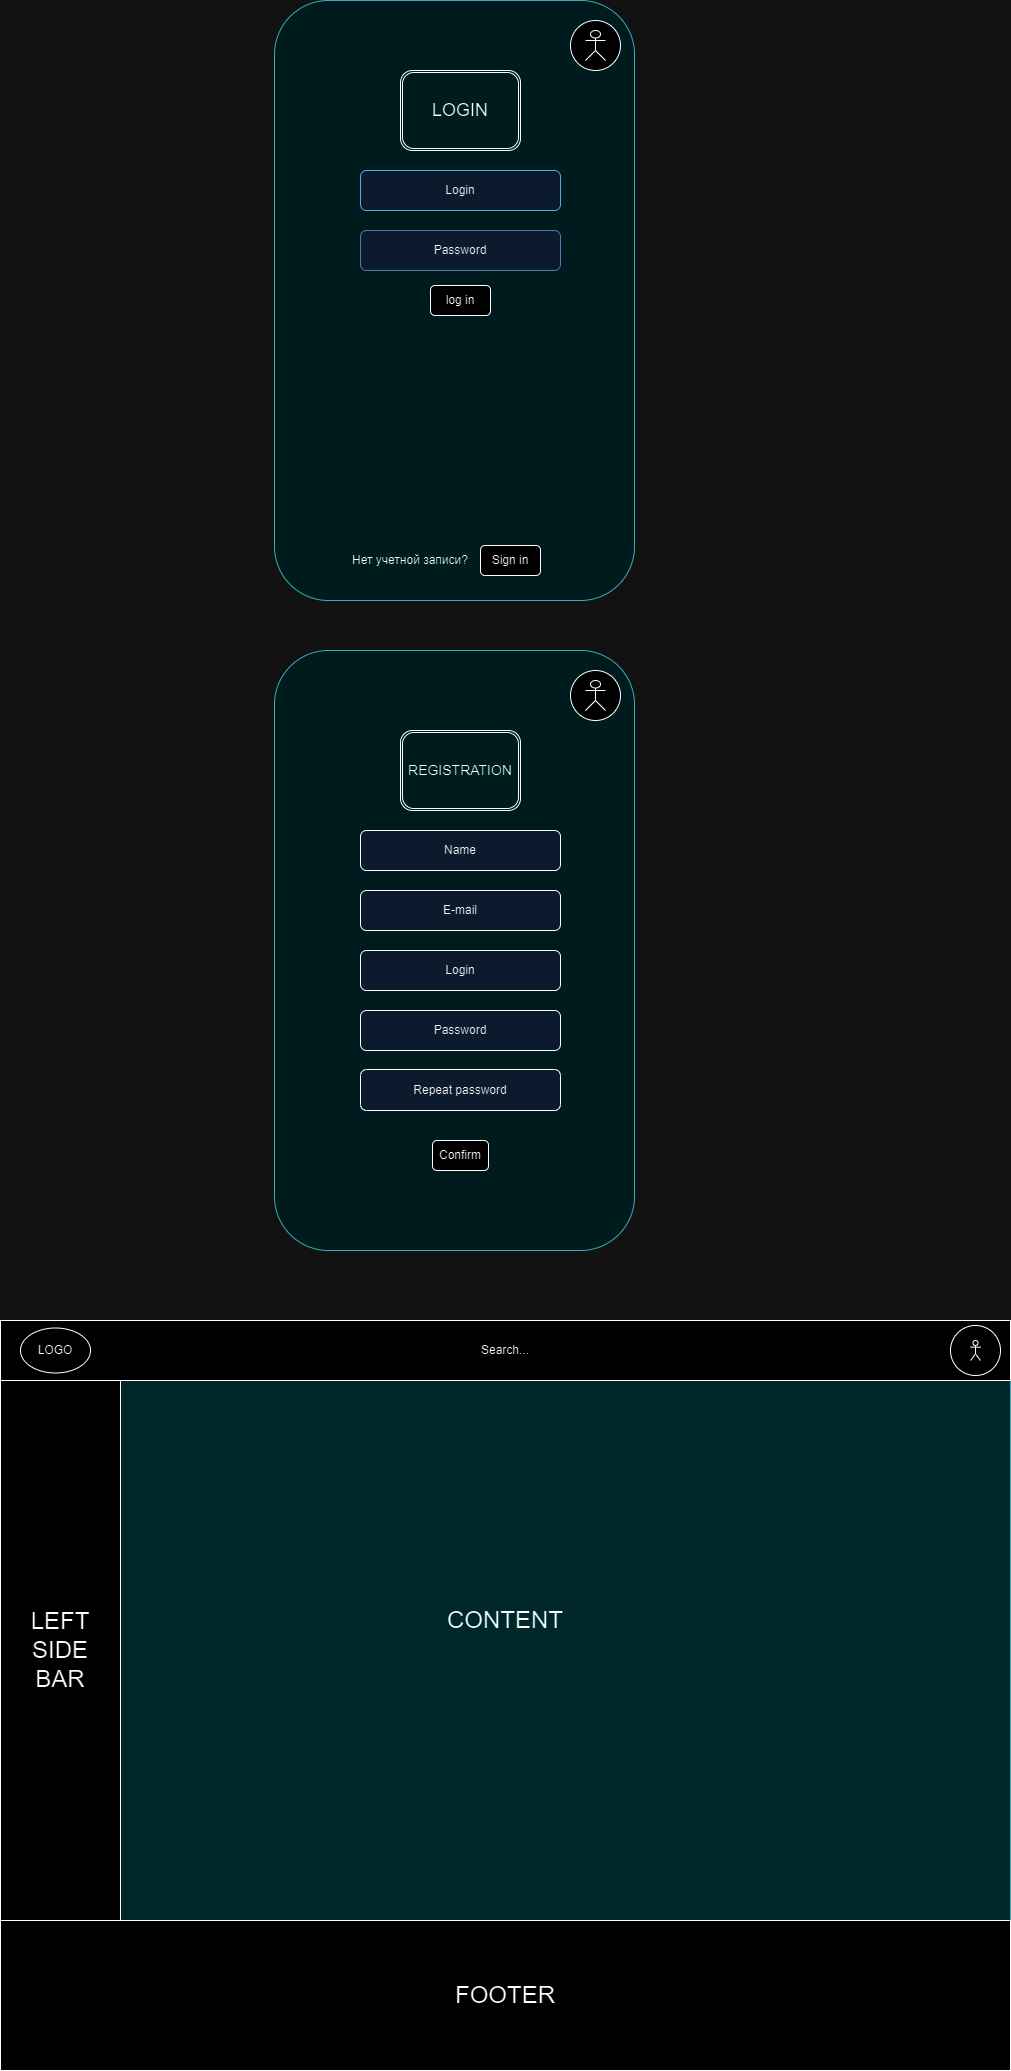 LOGIN
Login
Password
log in
Нет учетной записи? Sign in
REGISTRATION
Name
E-mail
Login
Password
Repeat password
Confirm
LOGO Search...
LEFT
SIDE
BAR
CONTENT
FOOTER